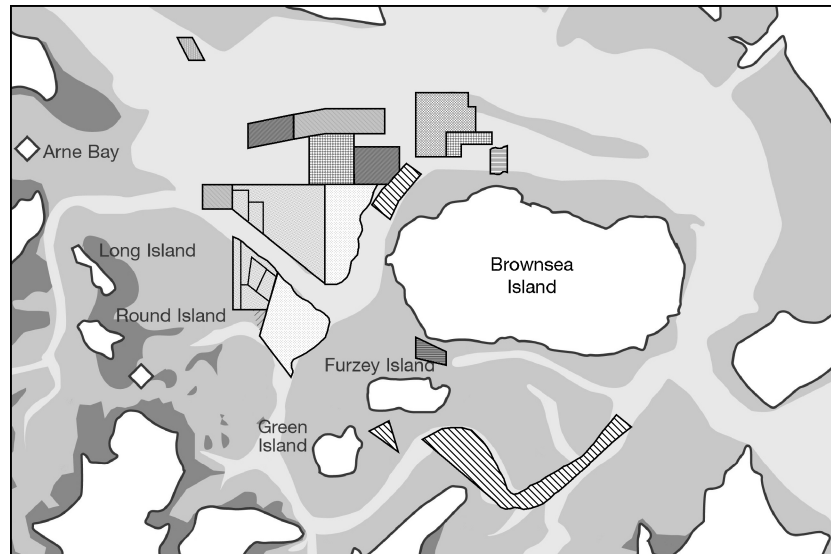 Arne Bay
Long Island
Round Island
Brownsea
Island
Furzey Island
Green
Island